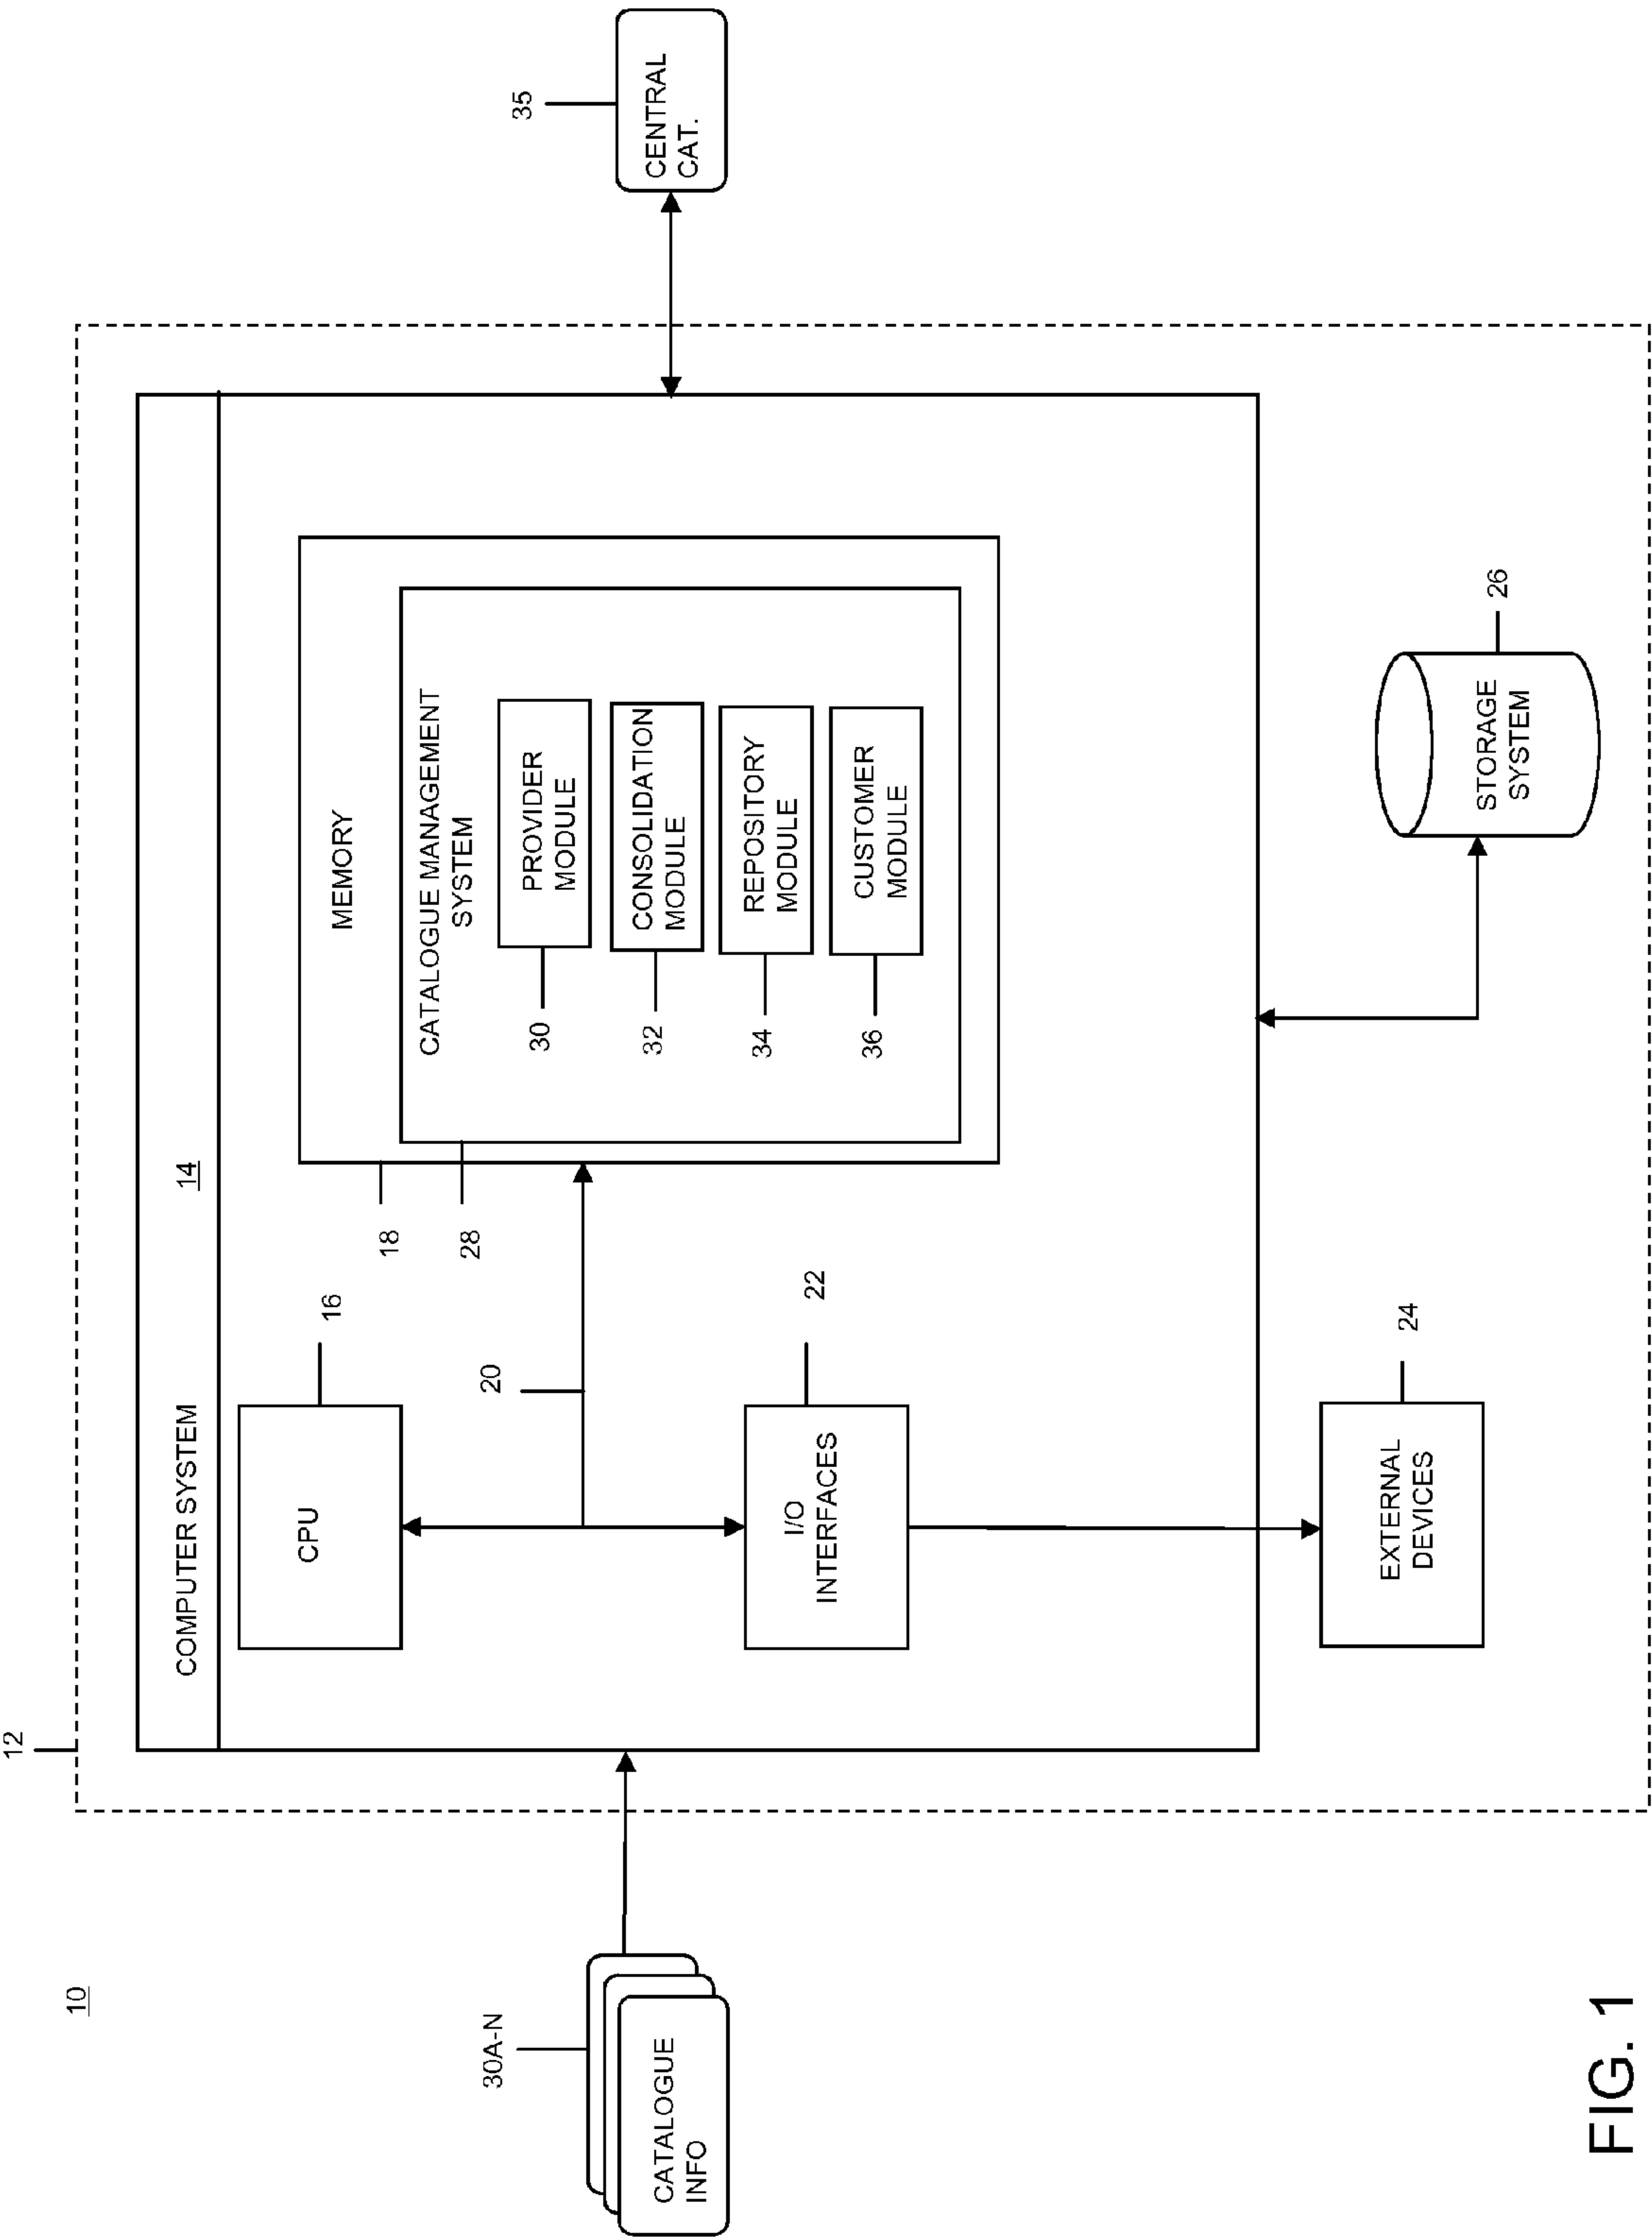 10
12
COMPUTER SYSTEM
14
CPU
16
20
I/O
INTERFACES
22
MEMORY
18
CATALOGUE MANAGEMENT
SYSTEM
28
PROVIDER
MODULE
30
CONSOLIDATION
MODULE
32
REPOSITORY
MODULE
34
CUSTOMER
MODULE
36
CATALOGUE
INFO
30A-N
CENTRAL
CAT.
35
EXTERNAL
DEVICES
24
STORAGE
SYSTEM
26
FIG. 1